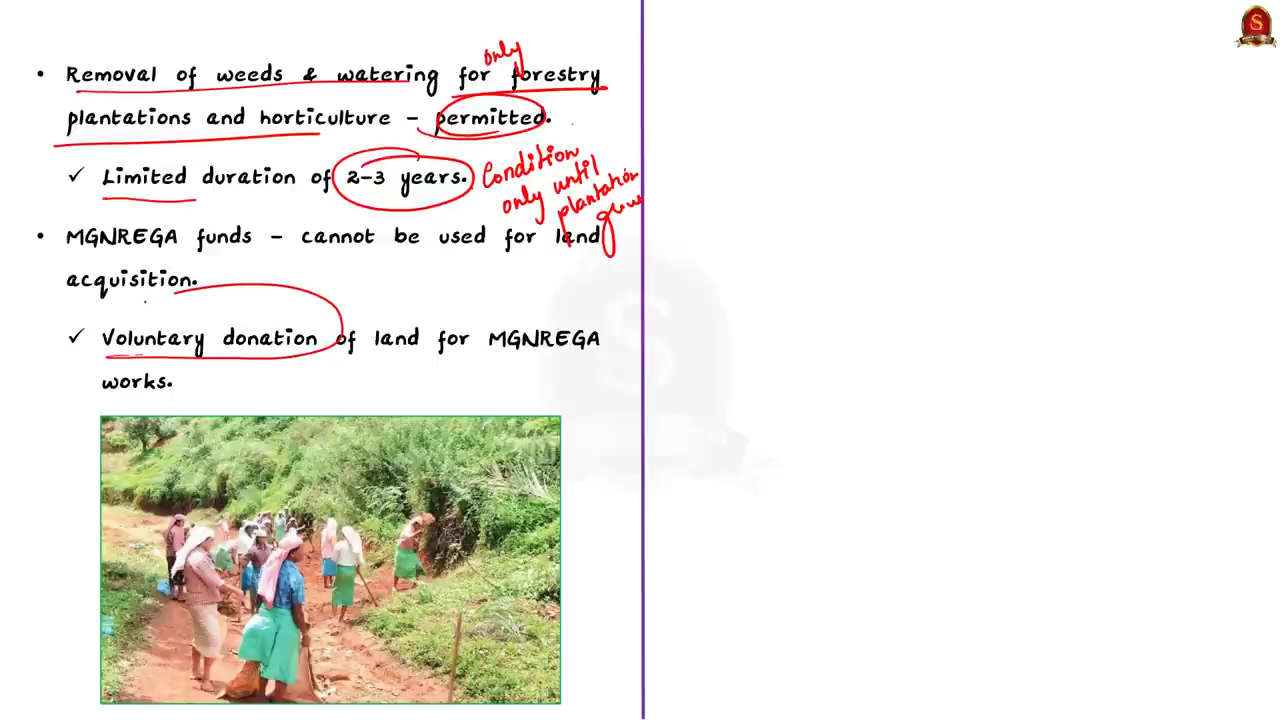 only
• Removal of weeds & watering for forestry
plantations and horticulture – permitted.
✓ Limited duration of 2-3 years.
Condition
only until
plantation
• MGNREGA funds – cannot be used for land
acquisition.
✓ Voluntary donation of land for MGNREGA
works.
S